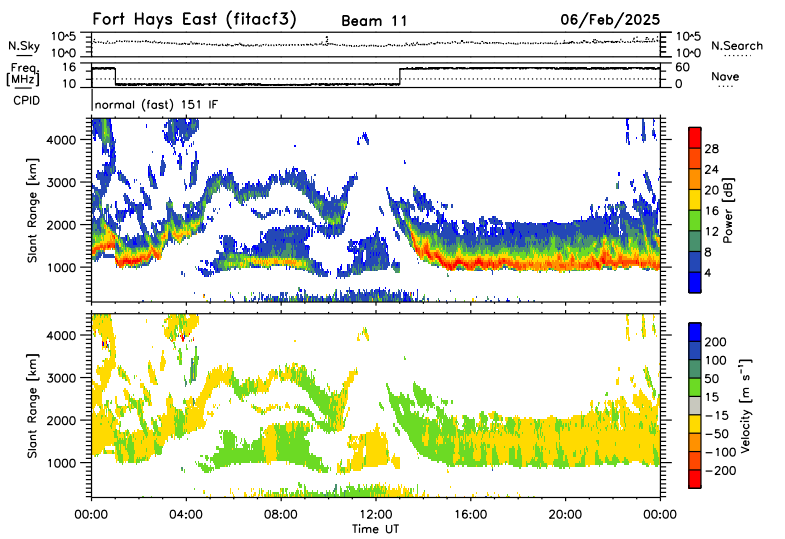 Fort Hays East (fitacf3) Beam 11 06/Feb/2025
N.Sky 10^5 10^0 10^5 10^0 N.Search
Freq. [MHz] 16 10 60 0 Nave
CPID normal (fast) 151 IF
4000
3000
2000
1000
Slant Range [km]
28
24
20
16
12
8
4
Power [dB]
4000
3000
2000
1000
Slant Range [km]
200
100
50
15
-15
-50
-100
-200
Velocity [m s⁻¹]
00:00 04:00 08:00 12:00 16:00 20:00 00:00
Time UT